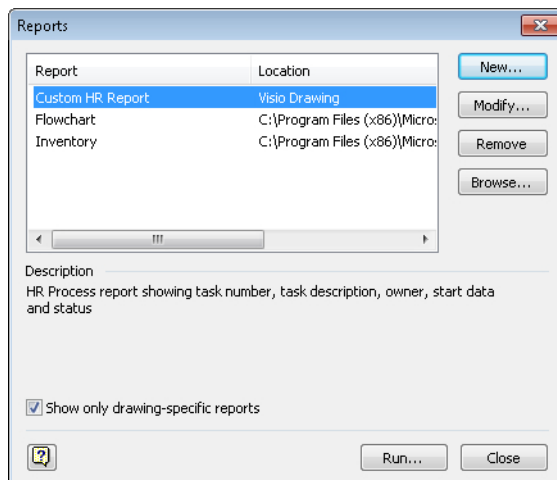 Reports
Report Location
New...
Custom HR Report Visio Drawing
Modify...
Flowchart C:\Program Files (x86)\Micro
Inventory C:\Program Files (x86)\Micro
Remove
Browse...
Description
HR Process report showing task number, task description, owner, start data
and status
Show only drawing-specific reports
Run... Close